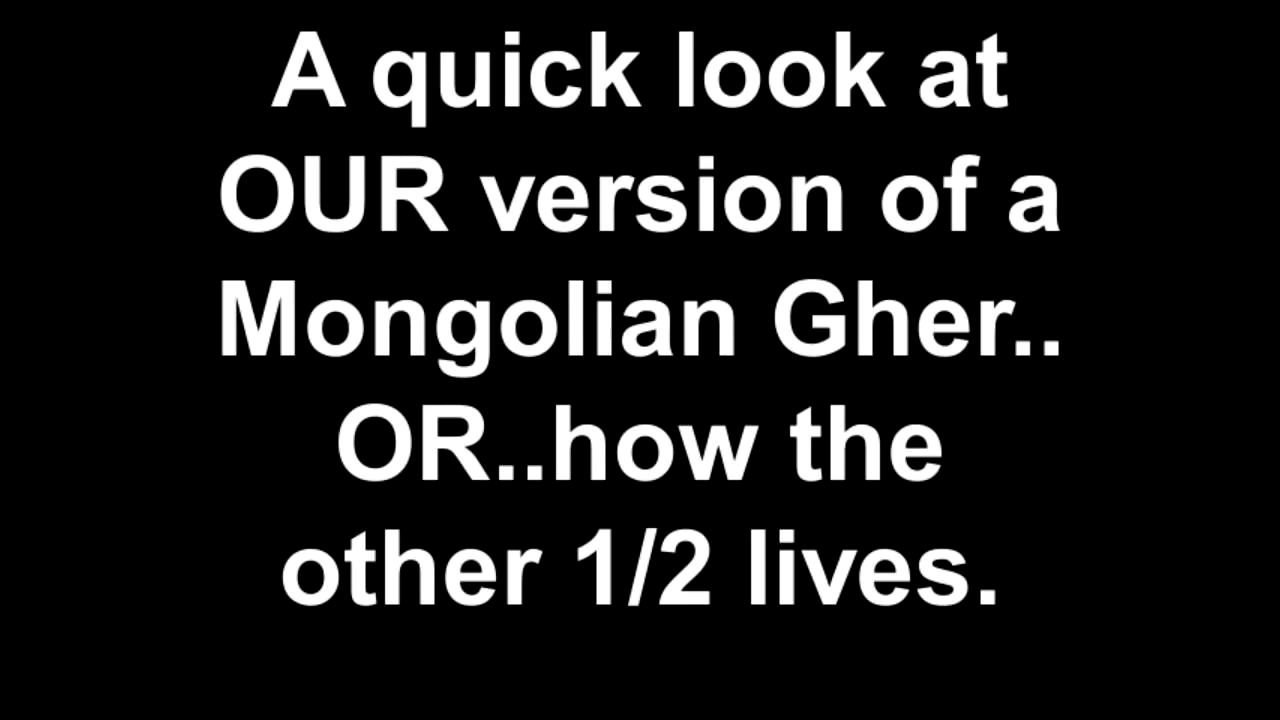 A quick look at
OUR version of a
Mongolian Gher..
OR..how the
other 1/2 lives.